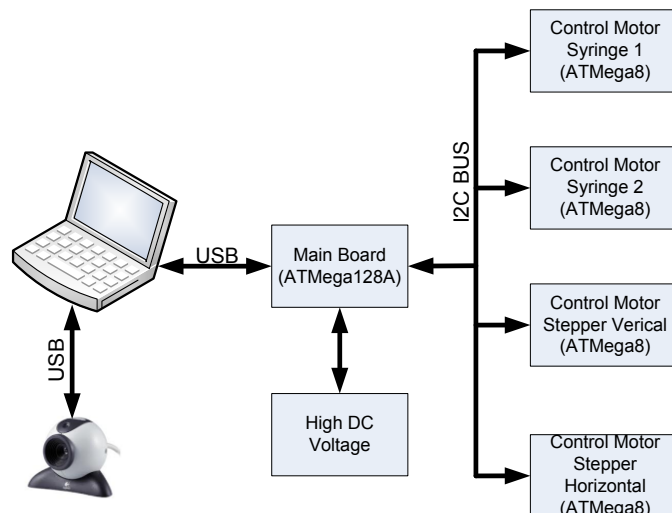 Control Motor
Syringe 1
(ATMega8)
I2C BUS
Control Motor
Syringe 2
(ATMega8)
USB
Main Board
(ATMega128A)
Control Motor
Stepper Verical
(ATMega8)
USB
High DC
Voltage
Control Motor
Stepper
Horizontal
(ATMega8)